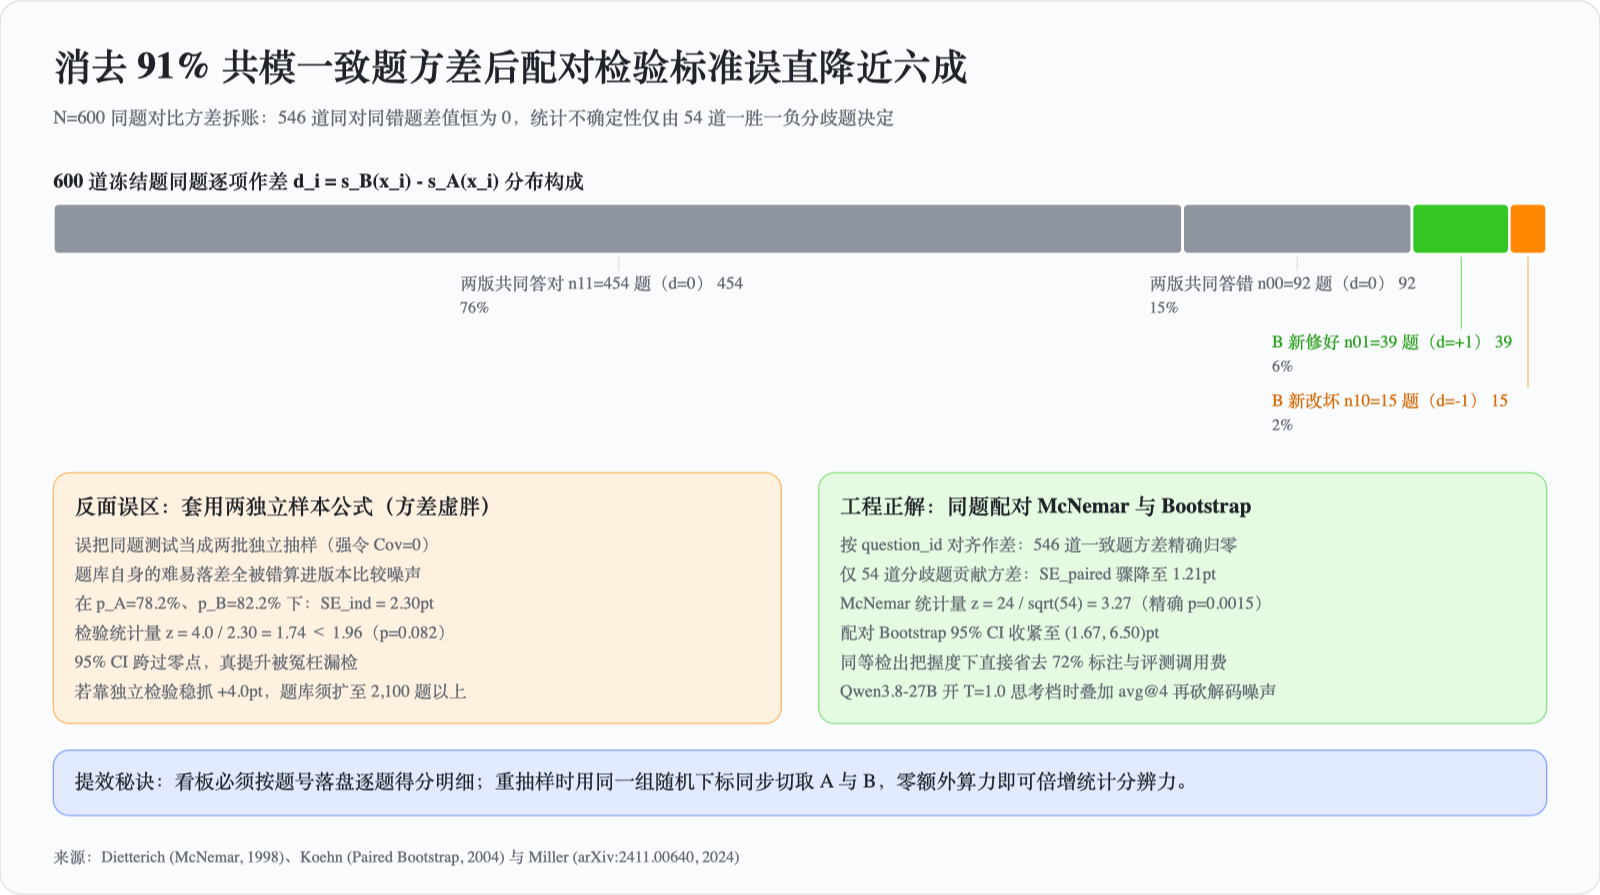 消去 91% 共模一致题方差后配对检验标准误直降近六成
N=600 同题对比方差拆账：546 道同对同错题差值恒为 0，统计不确定性仅由 54 道一胜一负分歧题决定
600 道冻结题同题逐项作差 d_i = s_B(x_i) - s_A(x_i) 分布构成
两版共同答对 n11=454 题（d=0） 454
76%
两版共同答错 n00=92 题（d=0） 92
15%
B 新修好 n01=39 题（d=+1） 39
6%
B 新改坏 n10=15 题（d=-1） 15
2%
反面误区：套用两独立样本公式（方差虚胖）
误把同题测试当成两批独立抽样（强令 Cov=0）
题库自身的难易落差全被错算进版本比较噪声
在 p_A=78.2%、p_B=82.2% 下：SE_ind = 2.30pt
检验统计量 z = 4.0 / 2.30 = 1.74 ＜ 1.96（p=0.082）
95% CI 跨过零点，真提升被冤枉漏检
若靠独立检验稳抓 +4.0pt，题库须扩至 2,100 题以上
工程正解：同题配对 McNemar 与 Bootstrap
按 question_id 对齐作差：546 道一致题方差精确归零
仅 54 道分歧题贡献方差：SE_paired 骤降至 1.21pt
McNemar 统计量 z = 24 / sqrt(54) = 3.27（精确 p=0.0015）
配对 Bootstrap 95% CI 收紧至 (1.67, 6.50)pt
同等检出把握度下直接省去 72% 标注与评测调用费
Qwen3.8-27B 开 T=1.0 思考档时叠加 avg@4 再砍解码噪声
提效秘诀：看板必须按题号落盘逐题得分明细；重抽样时用同一组随机下标同步切取 A 与 B，零额外算力即可倍增统计分辨力。
来源：Dietterich (McNemar, 1998)、Koehn (Paired Bootstrap, 2004) 与 Miller (arXiv:2411.00640, 2024)